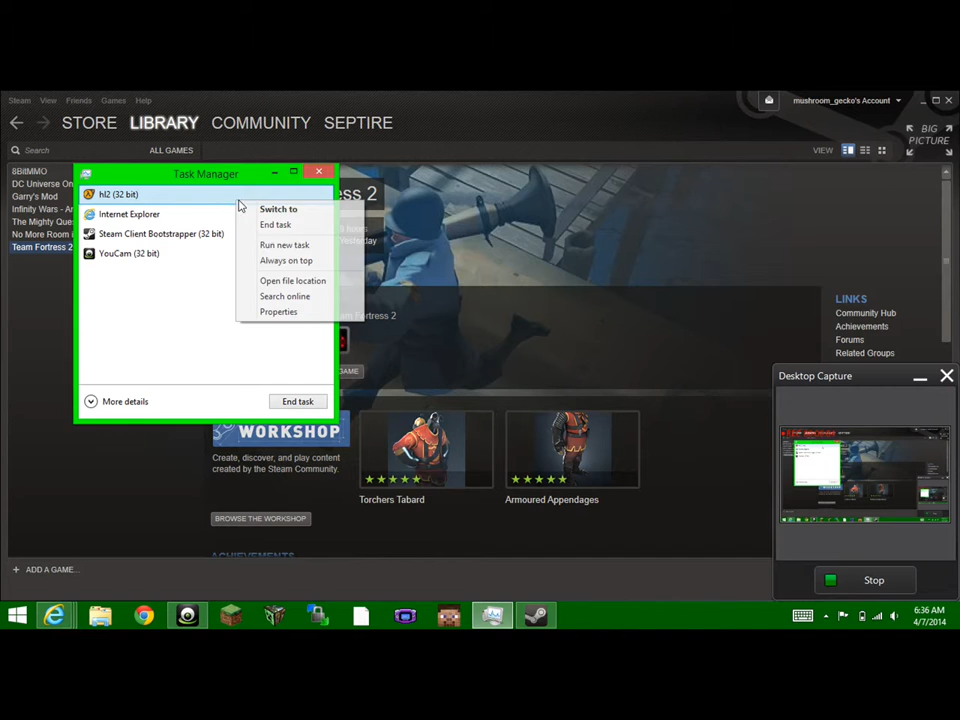 Steam View Friends Games Help
mushroom_gecko's Account
STORE LIBRARY COMMUNITY SEPTIRE
BIG PICTURE
Search
ALL GAMES
VIEW
8BitMMO
DC Universe On
Garry's Mod
Infinity Wars - An
The Mighty Ques
No More Room i
Team Fortress 2
Task Manager
hl2 (32 bit)
Internet Explorer
Steam Client Bootstrapper (32 bit)
YouCam (32 bit)
More details
End task
Switch to
End task
Run new task
Always on top
Open file location
Search online
Properties
ess 2
Yesterday
am Fortress 2
GAME
LINKS
Community Hub
Achievements
Forums
Related Groups
WORKSHOP
Create, discover, and play content
created by the Steam Community.
BROWSE THE WORKSHOP
Torchers Tabard
Armoured Appendages
ACHIEVEMENTS
ADD A GAME...
Desktop Capture
Stop
6:36 AM
4/7/2014